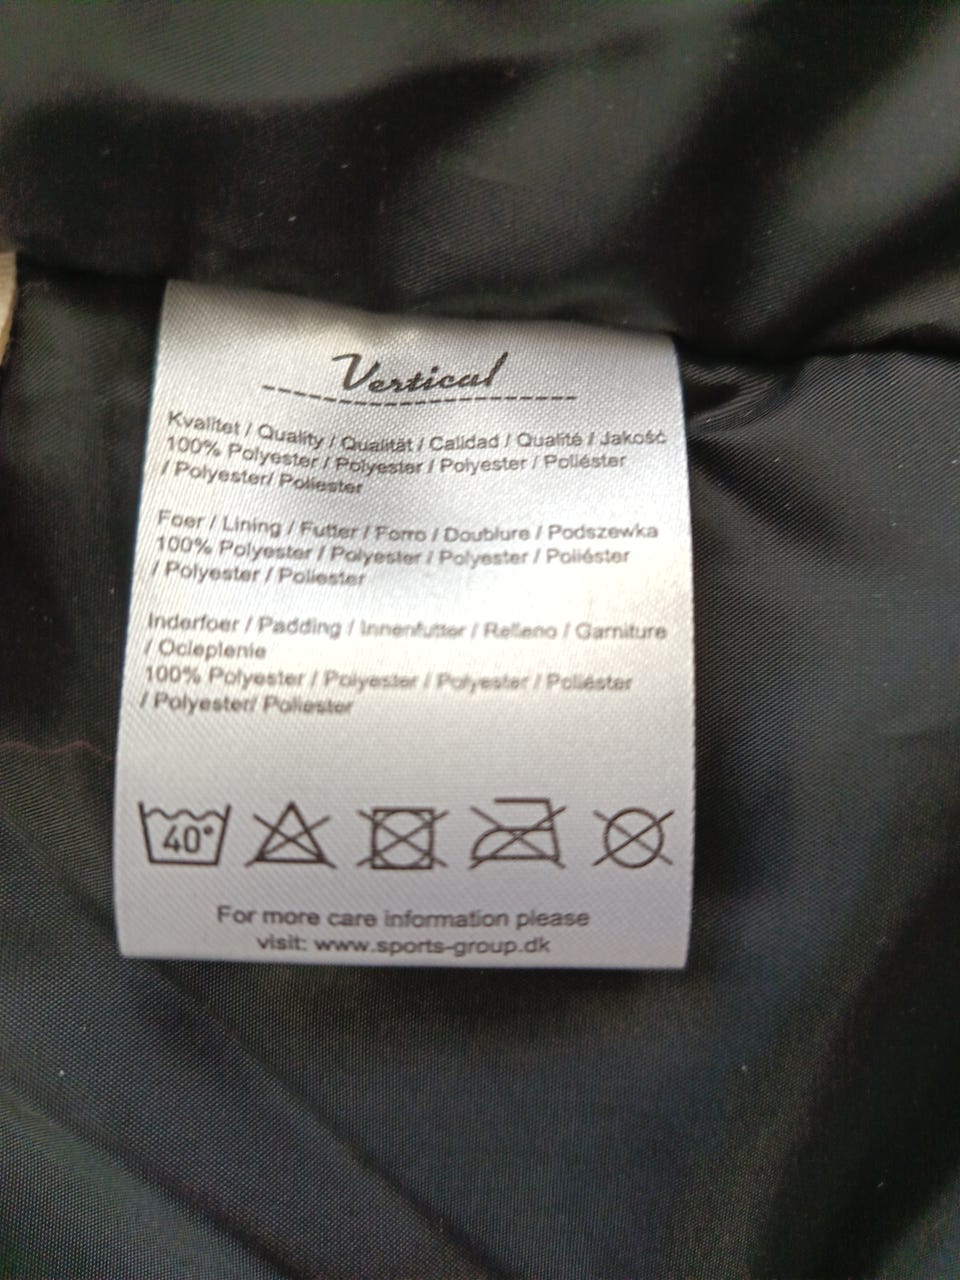 Vertical
Kvalitet / Quality / Qualität / Calidad / Qualité / Jakość
100% Polyester / Polyester / Polyester / Poliéster
/ Polyester/ Poliester
Foer / Lining / Futter / Forro / Doublure / Podszewka
100% Polyester / Polyester / Polyester / Poliéster
/ Polyester / Poliester
Inderfoer / Padding / Innenfutter / Relleno / Garniture
/ Ocieplenie
100% Polyester / Polyester / Polyester / Poliéster
/ Polyester/ Poliester
40°
For more care information please
visit: www.sports-group.dk